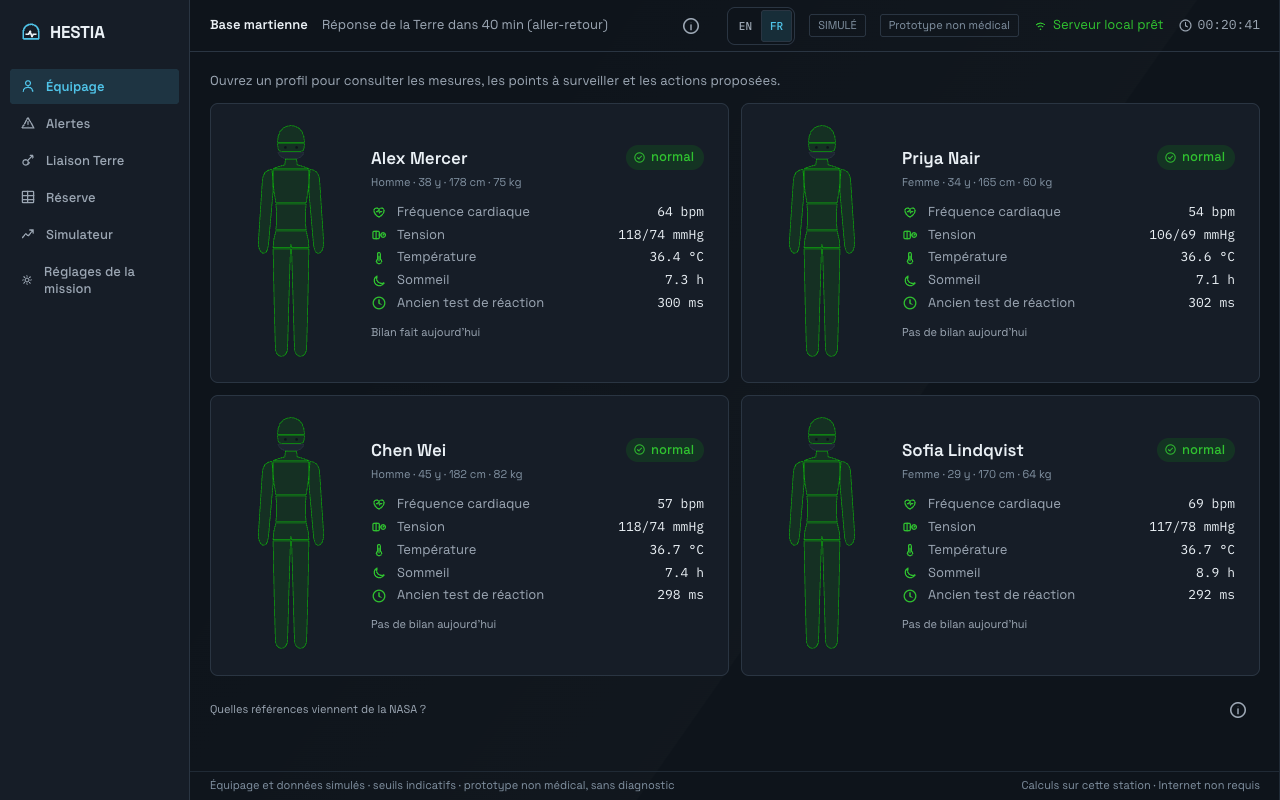 HESTIA
Équipage
Alertes
Liaison Terre
Réserve
Simulateur
Réglages de la
mission
Base martienne Réponse de la Terre dans 40 min (aller-retour) EN FR SIMULÉ Prototype non médical Serveur local prêt 00:20:41
Ouvrez un profil pour consulter les mesures, les points à surveiller et les actions proposées.
Alex Mercer normal
Homme · 38 y · 178 cm · 75 kg
Fréquence cardiaque 64 bpm
Tension 118/74 mmHg
Température 36.4 °C
Sommeil 7.3 h
Ancien test de réaction 300 ms
Bilan fait aujourd'hui
Priya Nair normal
Femme · 34 y · 165 cm · 60 kg
Fréquence cardiaque 54 bpm
Tension 106/69 mmHg
Température 36.6 °C
Sommeil 7.1 h
Ancien test de réaction 302 ms
Pas de bilan aujourd'hui
Chen Wei normal
Homme · 45 y · 182 cm · 82 kg
Fréquence cardiaque 57 bpm
Tension 118/74 mmHg
Température 36.7 °C
Sommeil 7.4 h
Ancien test de réaction 298 ms
Pas de bilan aujourd'hui
Sofia Lindqvist normal
Femme · 29 y · 170 cm · 64 kg
Fréquence cardiaque 69 bpm
Tension 117/78 mmHg
Température 36.7 °C
Sommeil 8.9 h
Ancien test de réaction 292 ms
Pas de bilan aujourd'hui
Quelles références viennent de la NASA ?
Équipage et données simulés · seuils indicatifs · prototype non médical, sans diagnostic
Calculs sur cette station · Internet non requis